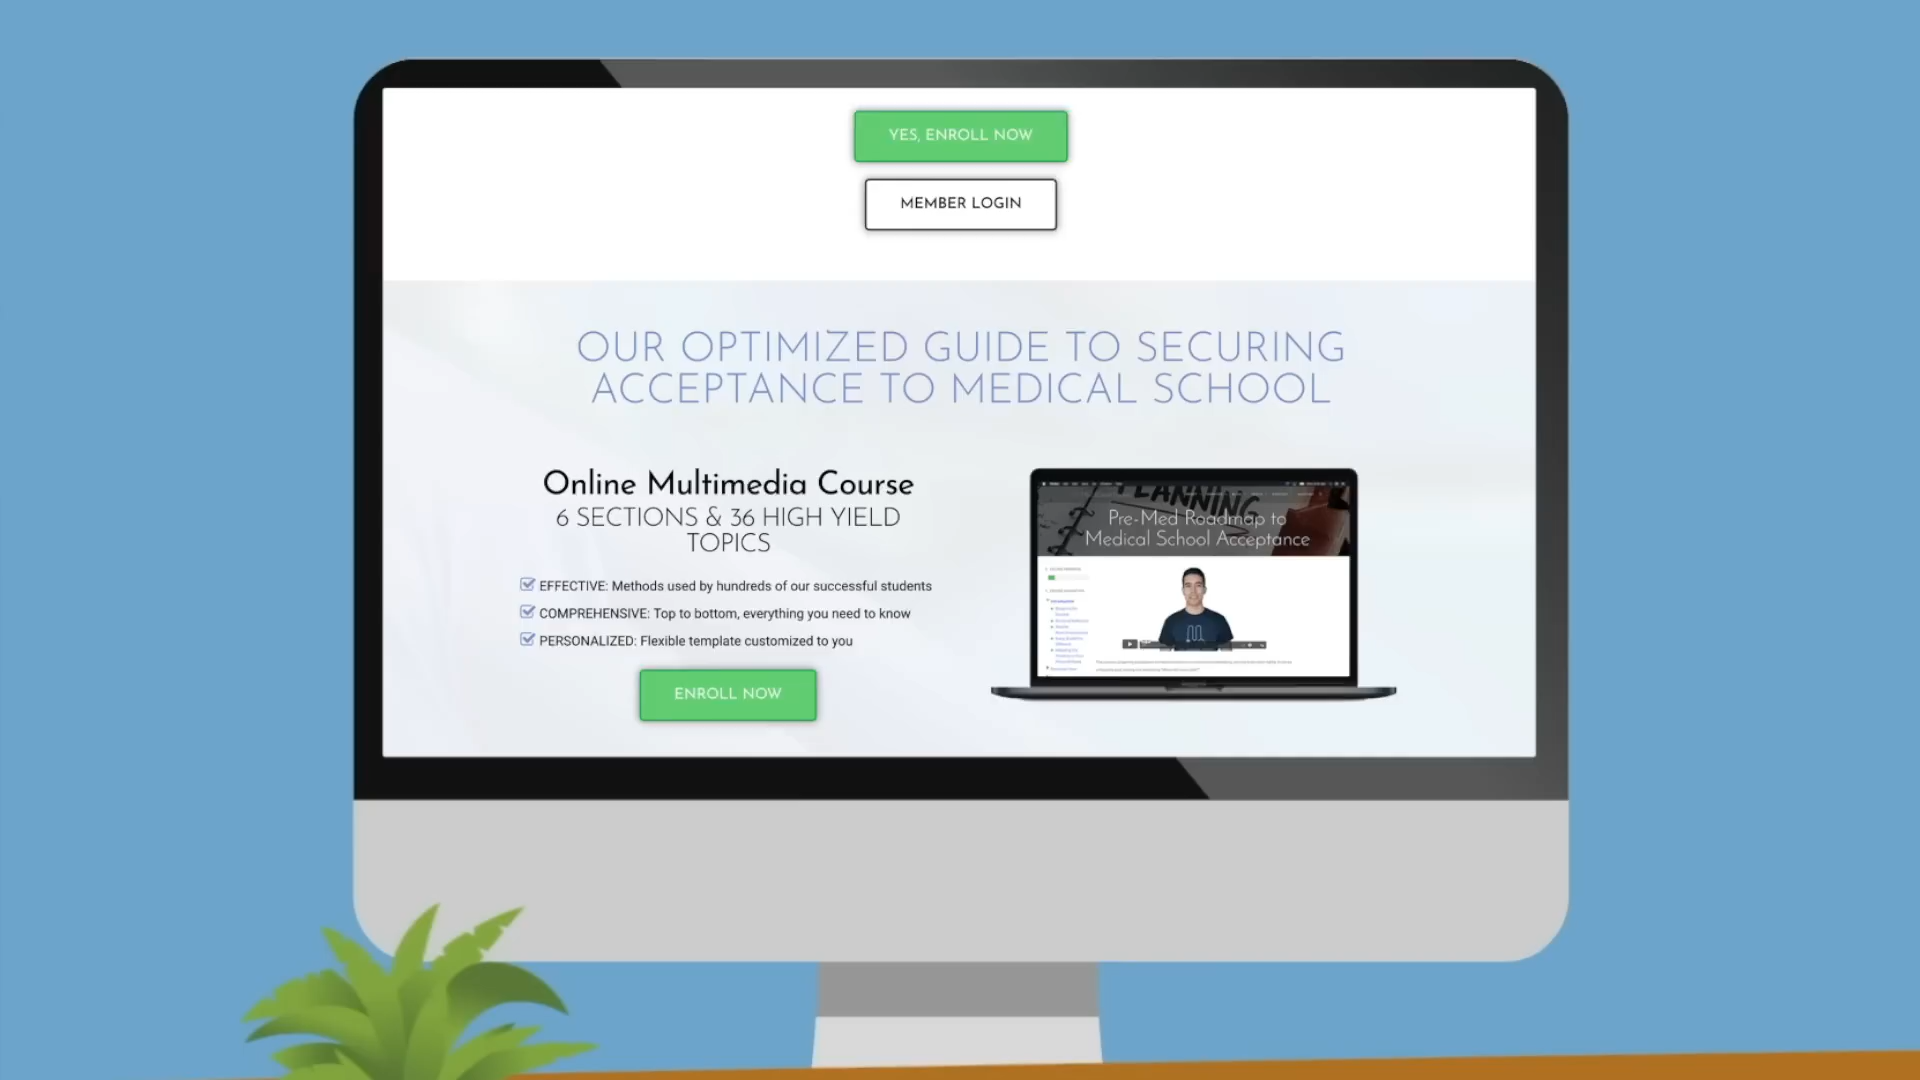 YES, ENROLL NOW
MEMBER LOGIN
OUR OPTIMIZED GUIDE TO SECURING
ACCEPTANCE TO MEDICAL SCHOOL
Online Multimedia Course
6 SECTIONS & 36 HIGH YIELD
TOPICS
EFFECTIVE: Methods used by hundreds of our successful students
COMPREHENSIVE: Top to bottom, everything you need to know
PERSONALIZED: Flexible template customized to you
ENROLL NOW
PLANNING
Pre-Med Roadmap to
Medical School Acceptance